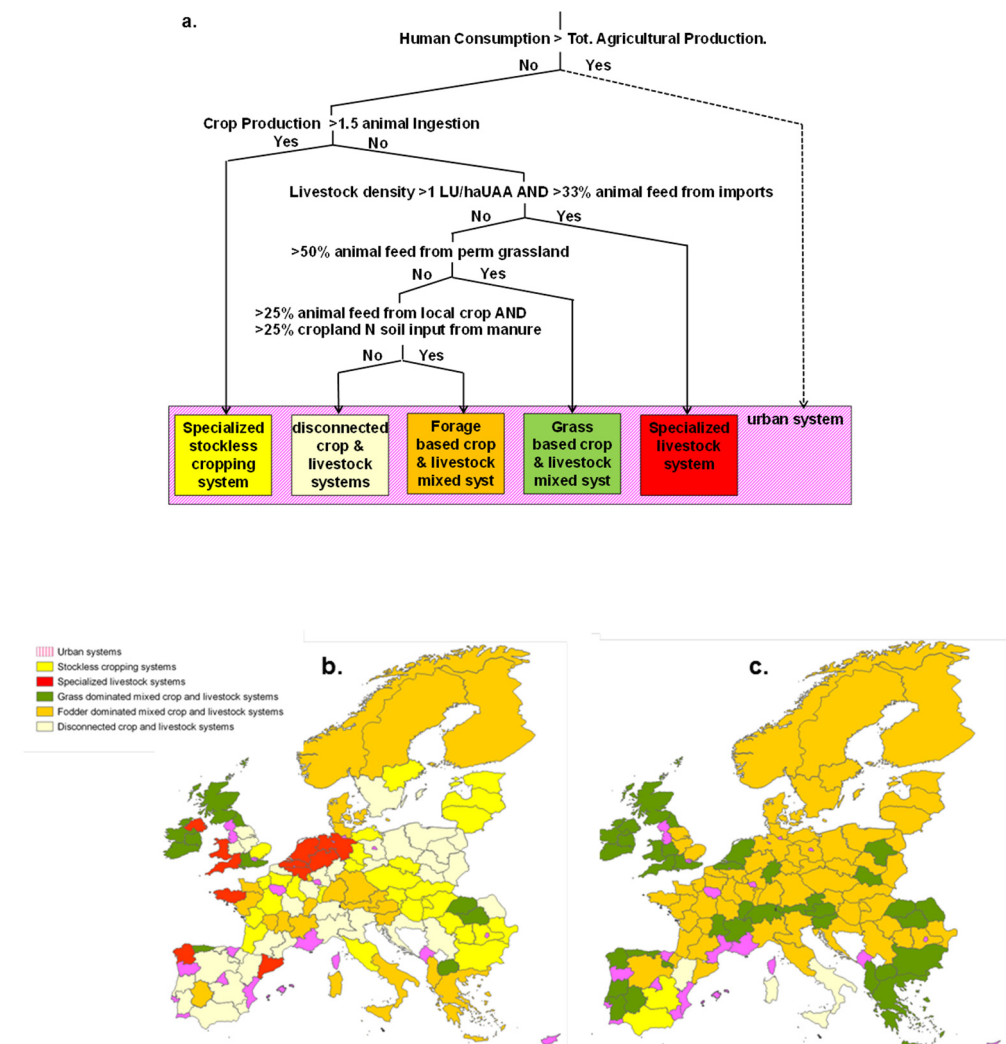 a.
Human Consumption > Tot. Agricultural Production.
No Yes
Crop Production >1.5 animal Ingestion
Yes No
Livestock density >1 LU/haUAA AND >33% animal feed from imports
No Yes
>50% animal feed from perm grassland
No Yes
>25% animal feed from local crop AND
>25% cropland N soil input from manure
No Yes
Specialized
stockless
cropping
system
disconnected
crop &
livestock
systems
Forage
based crop
& livestock
mixed syst
Grass
based crop
& livestock
mixed syst
Specialized
livestock
system
urban system
Urban systems
Stockless cropping systems
Specialized livestock systems
Grass dominated mixed crop and livestock systems
Fodder dominated mixed crop and livestock systems
Disconnected crop and livestock systems
b.
c.